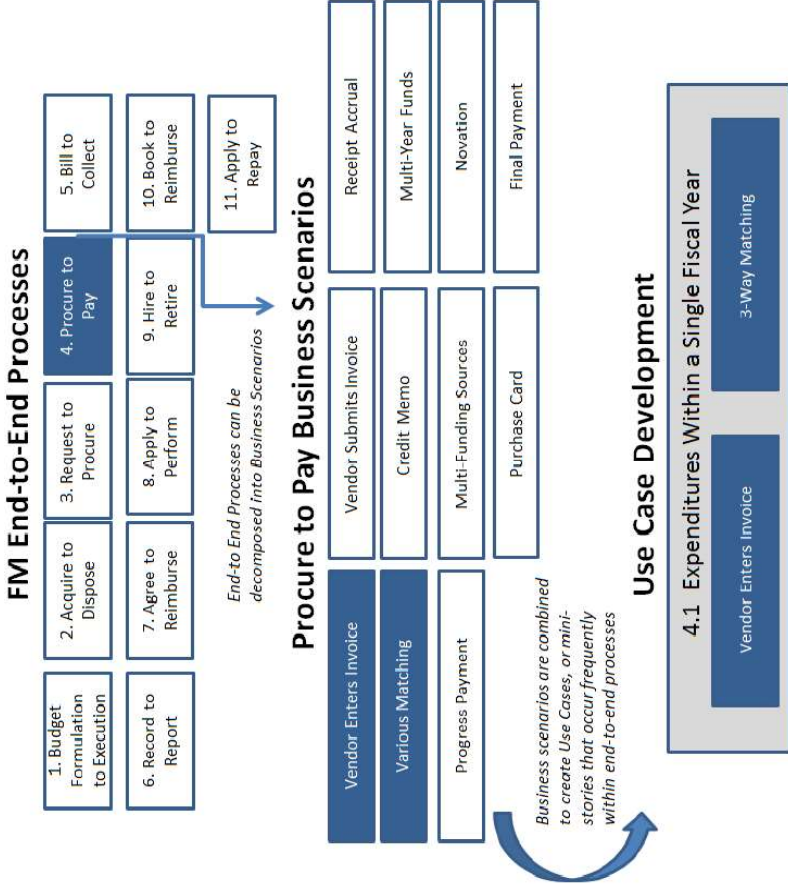 FM End-to-End Processes
1. Budget
Formulation
to Execution
2. Acquire to
Dispose
3. Request to
Procure
4. Procure to
Pay
5. Bill to
Collect
6. Record to
Report
7. Agree to
Reimburse
8. Apply to
Perform
9. Hire to
Retire
10. Book to
Reimburse
11. Apply to
Repay
End-to End Processes can be
decomposed into Business Scenarios
Procure to Pay Business Scenarios
Vendor Enters Invoice
Vendor Submits Invoice
Receipt Accrual
Various Matching
Credit Memo
Multi-Year Funds
Progress Payment
Multi-Funding Sources
Novation
Purchase Card
Final Payment
Business scenarios are combined
to create Use Cases, or mini-
stories that occur frequently
within end-to-end processes
Use Case Development
4.1 Expenditures Within a Single Fiscal Year
Vendor Enters Invoice
3-Way Matching